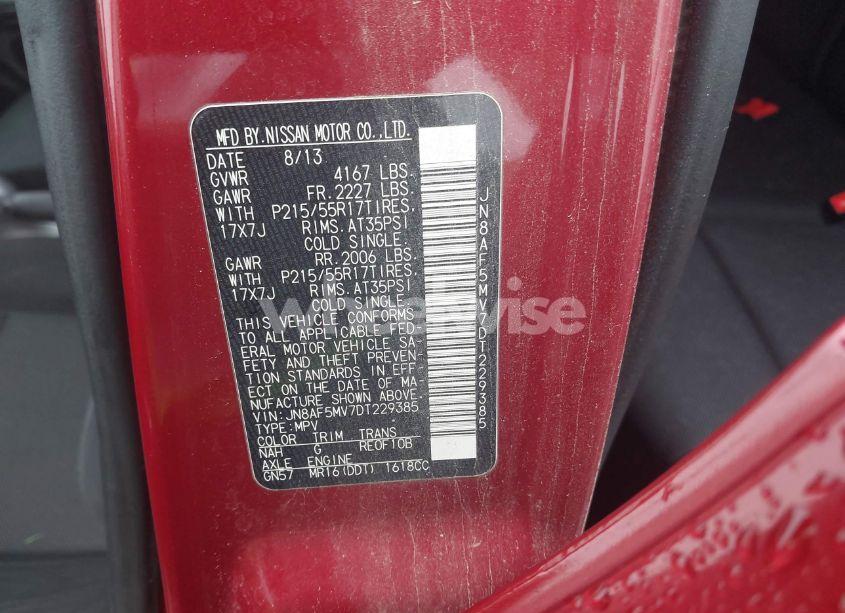 MFD BY.NISSAN MOTOR CO.,LTD.
DATE 8/13
GVWR 4167 LBS.
GAWR FR. 2227 LBS.
WITH P215/55R17TIRES.
17X7J RIMS. AT35PSI
COLD SINGLE.
GAWR RR. 2006 LBS.
WITH P215/55R17TIRES.
17X7J RIMS. AT35PSI
COLD SINGLE.
THIS VEHICLE CONFORMS
TO ALL APPLICABLE FED-
ERAL MOTOR VEHICLE SA-
FETY AND THEFT PREVEN-
TION STANDARDS IN EFF-
ECT ON THE DATE OF MA-
NUFACTURE SHOWN ABOVE.
VIN:JN8AF5MV7DT229385
TYPE:MPV
COLOR TRIM TRANS
NAH G RE0F10B
AXLE ENGINE
GN57 MR16(DDT) 1618CC
JN8AF5MV7DT229385